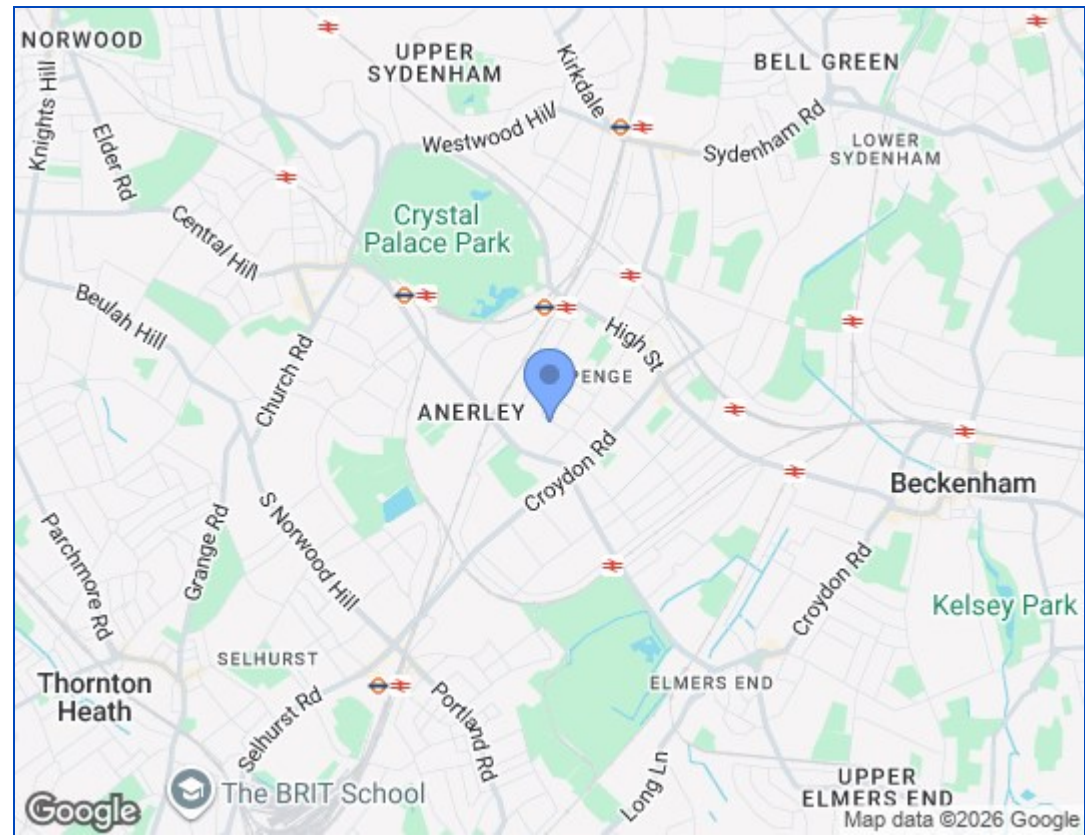 NORWOOD
UPPER
SYDENHAM
Kirkdale
BELL GREEN
Knights Hill
Elder Rd
Westwood Hill
Sydenham Rd
LOWER
SYDENHAM
Crystal
Palace Park
Central Hill
Beulah Hill
Church Rd
High St
PENGE
ANERLEY
Croydon Rd
Beckenham
Grange Rd
S Norwood Hill
Parchmore Rd
Croydon Rd
Kelsey Park
SELHURST
ELMERS END
Thornton
Heath
Selhurst Rd
Portland Rd
Long Ln
The BRIT School
UPPER
ELMERS END
Google
Map data ©2026 Google